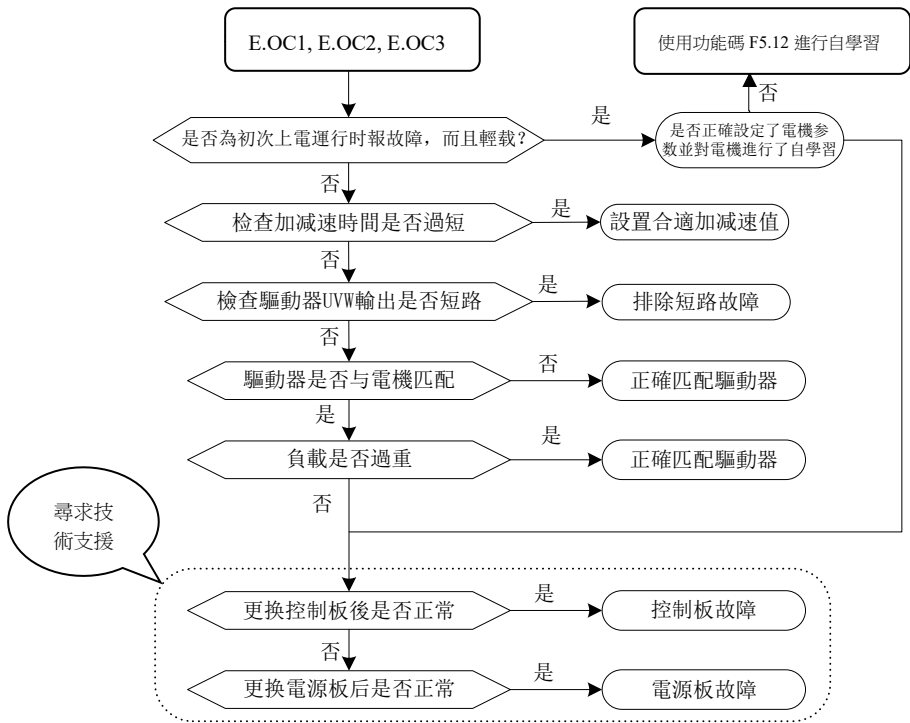 E.OC1, E.OC2, E.OC3
使用功能碼 F5.12 進行自學習
否
是否為初次上電運行时報故障，而且輕载？
是
是否正確設定了電機参
數並對電機進行了自學習
否
检查加減速時間是否過短
是
設置合適加减速值
否
檢查驅動器UVW輸出是否短路
是
排除短路故障
否
驅動器是否与電機匹配
否
正確匹配驅動器
是
負載是否過重
是
正確匹配驅動器
否
尋求技
術支援
更换控制板後是否正常
是
控制板故障
否
更换電源板后是否正常
是
電源板故障